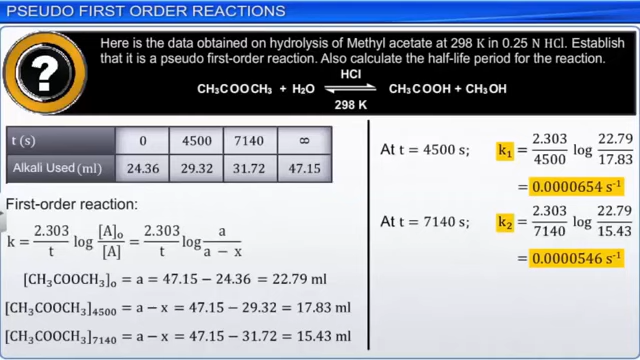 PSEUDO FIRST ORDER REACTIONS
?
Here is the data obtained on hydrolysis of Methyl acetate at 298 K in 0.25 N HCl. Establish
that it is a pseudo first-order reaction. Also calculate the half-life period for the reaction.
HCl
CH₃COOCH₃ + H₂O ⇌ CH₃COOH + CH₃OH
298 K
t (s) 0 4500 7140 ∞
Alkali Used (ml) 24.36 29.32 31.72 47.15
First-order reaction:
k = 2.303/t log [A]₀/[A] = 2.303/t log a/(a − x)
[CH₃COOCH₃]₀ = a = 47.15 − 24.36 = 22.79 ml
[CH₃COOCH₃]₄₅₀₀ = a − x = 47.15 − 29.32 = 17.83 ml
[CH₃COOCH₃]₇₁₄₀ = a − x = 47.15 − 31.72 = 15.43 ml
At t = 4500 s; k₁ = 2.303/4500 log 22.79/17.83
= 0.0000654 s⁻¹
At t = 7140 s; k₂ = 2.303/7140 log 22.79/15.43
= 0.0000546 s⁻¹